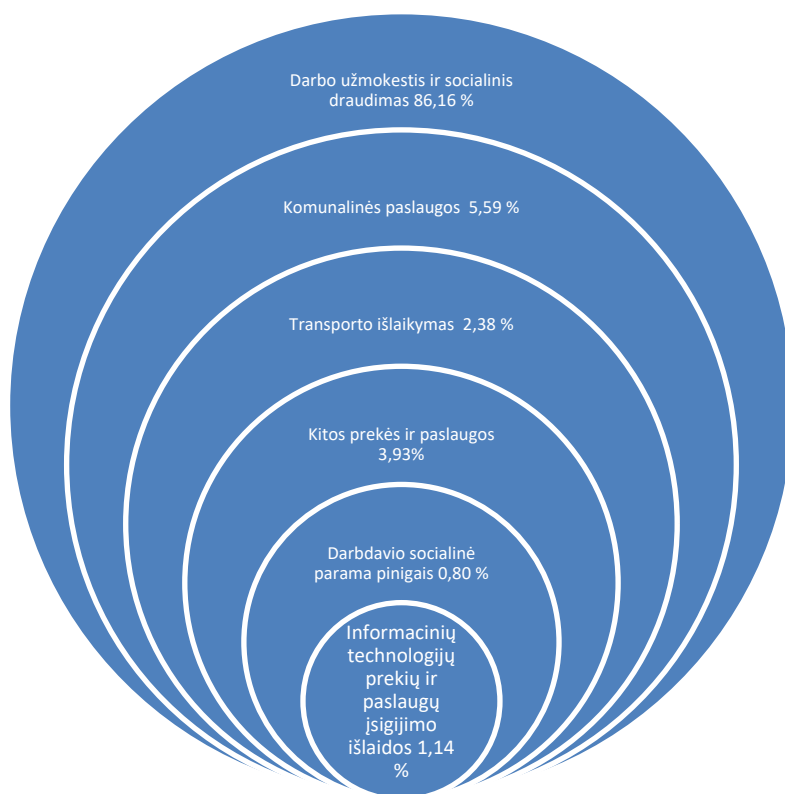 Darbo užmokestis ir socialinis
draudimas 86,16 %
Komunalinės paslaugos  5,59 %
Transporto išlaikymas  2,38 %
Kitos prekės ir paslaugos
3,93%
Darbdavio socialinė
parama pinigais 0,80 %
Informacinių
technologijų
prekių ir
paslaugų
įsigijimo
išlaidos 1,14
%